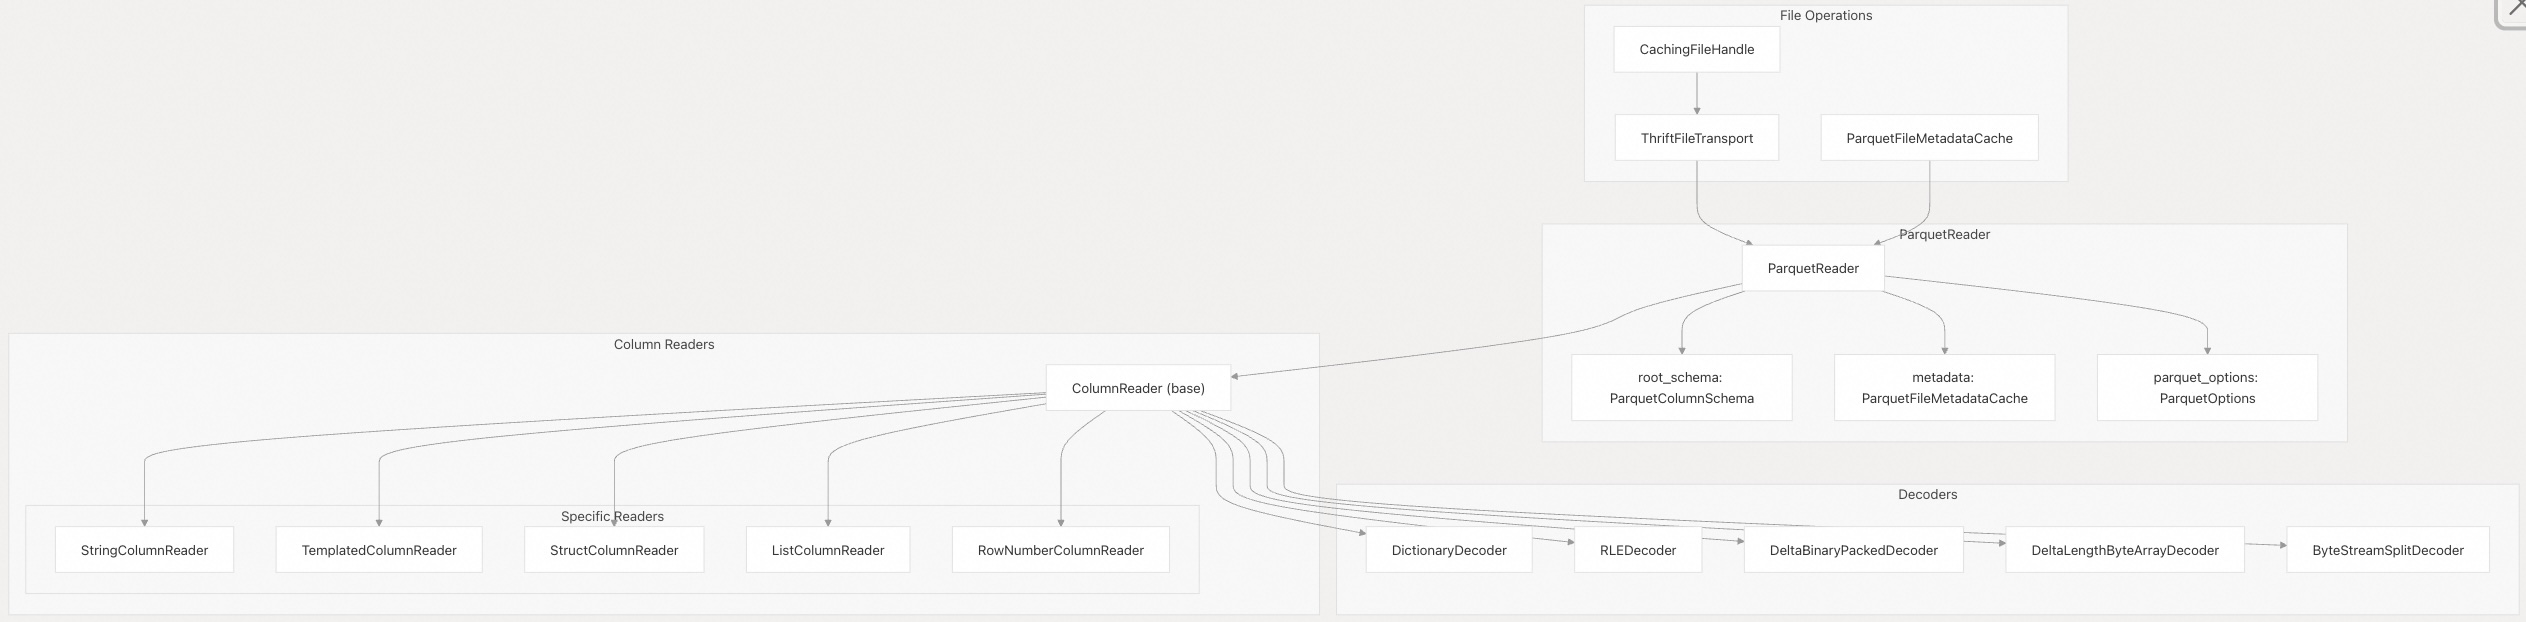 File Operations
CachingFileHandle
ThriftFileTransport
ParquetFileMetadataCache
ParquetReader
ParquetReader
root_schema:
ParquetColumnSchema
metadata:
ParquetFileMetadataCache
parquet_options:
ParquetOptions
Column Readers
ColumnReader (base)
Specific Readers
StringColumnReader
TemplatedColumnReader
StructColumnReader
ListColumnReader
RowNumberColumnReader
Decoders
DictionaryDecoder
RLEDecoder
DeltaBinaryPackedDecoder
DeltaLengthByteArrayDecoder
ByteStreamSplitDecoder